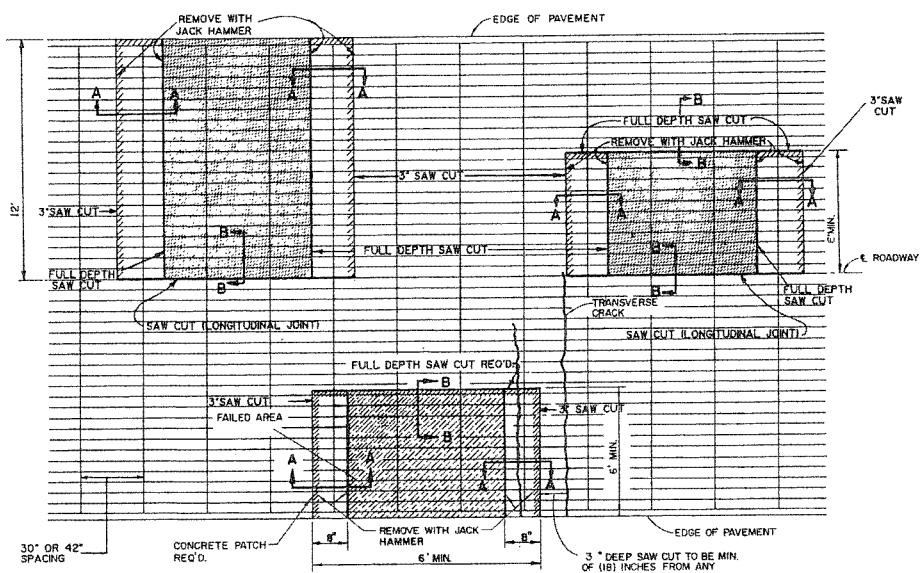 REMOVE WITH
JACK HAMMER
EDGE OF PAVEMENT
A
A
A
A
B
3" SAW
CUT
FULL DEPTH SAW CUT
REMOVE WITH JACK HAMMER
B
3" SAW CUT
12'
3" SAW CUT
A
A
A
A
6' MIN.
B
B
FULL DEPTH SAW CUT
℄ ROADWAY
FULL DEPTH
SAW CUT
B
B
FULL DEPTH
SAW CUT
TRANSVERSE
CRACK
SAW CUT (LONGITUDINAL JOINT)
SAW CUT (LONGITUDINAL JOINT)
FULL DEPTH SAW CUT REQ'D.
B
3" SAW CUT
3" SAW CUT
FAILED AREA
B
A
A
A
A
6' MIN.
30" OR 42"
SPACING
CONCRETE PATCH
REQ'D.
8"
REMOVE WITH JACK
HAMMER
8"
6' MIN.
EDGE OF PAVEMENT
3 " DEEP SAW CUT TO BE MIN.
OF (18) INCHES FROM ANY